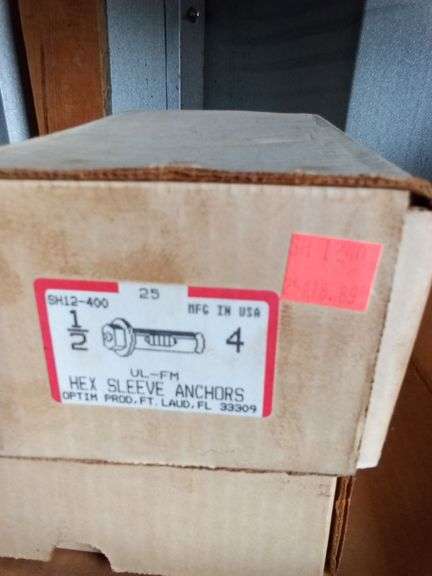 SH12-400
25
MFG IN USA
1/2
4
UL-FM
HEX SLEEVE ANCHORS
OPTIM PROD. FT. LAUD, FL 33309